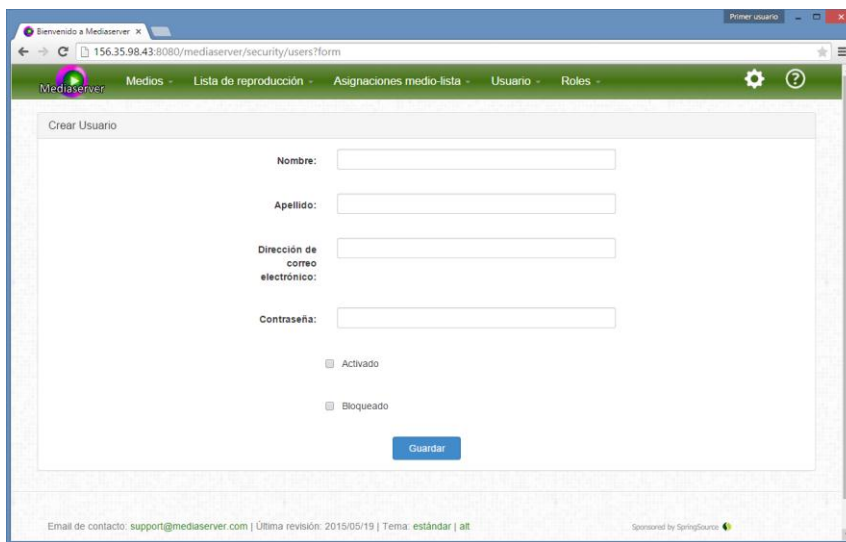 Primer usuario
Bienvenido a Mediaserver
156.35.98.43:8080/mediaserver/security/users?form
Mediaserver Medios Lista de reproducción Asignaciones medio-lista Usuario Roles
Crear Usuario
Nombre:
Apellido:
Dirección de
correo
electrónico:
Contraseña:
Activado
Bloqueado
Guardar
Email de contacto: support@mediaserver.com | Última revisión: 2015/05/19 | Tema: estándar | alt
Sponsored by SpringSource